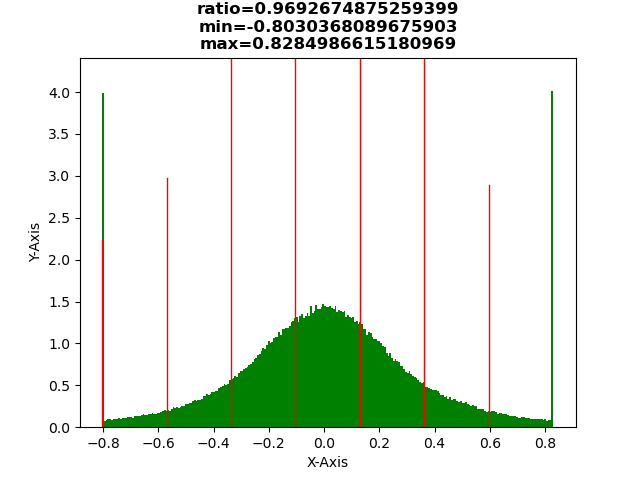 ratio=0.9692674875259399
min=-0.8030368089675903
max=0.8284986615180969
4.0
3.5
3.0
2.5
2.0
1.5
1.0
0.5
0.0
Y-Axis
−0.8 −0.6 −0.4 −0.2 0.0 0.2 0.4 0.6 0.8
X-Axis